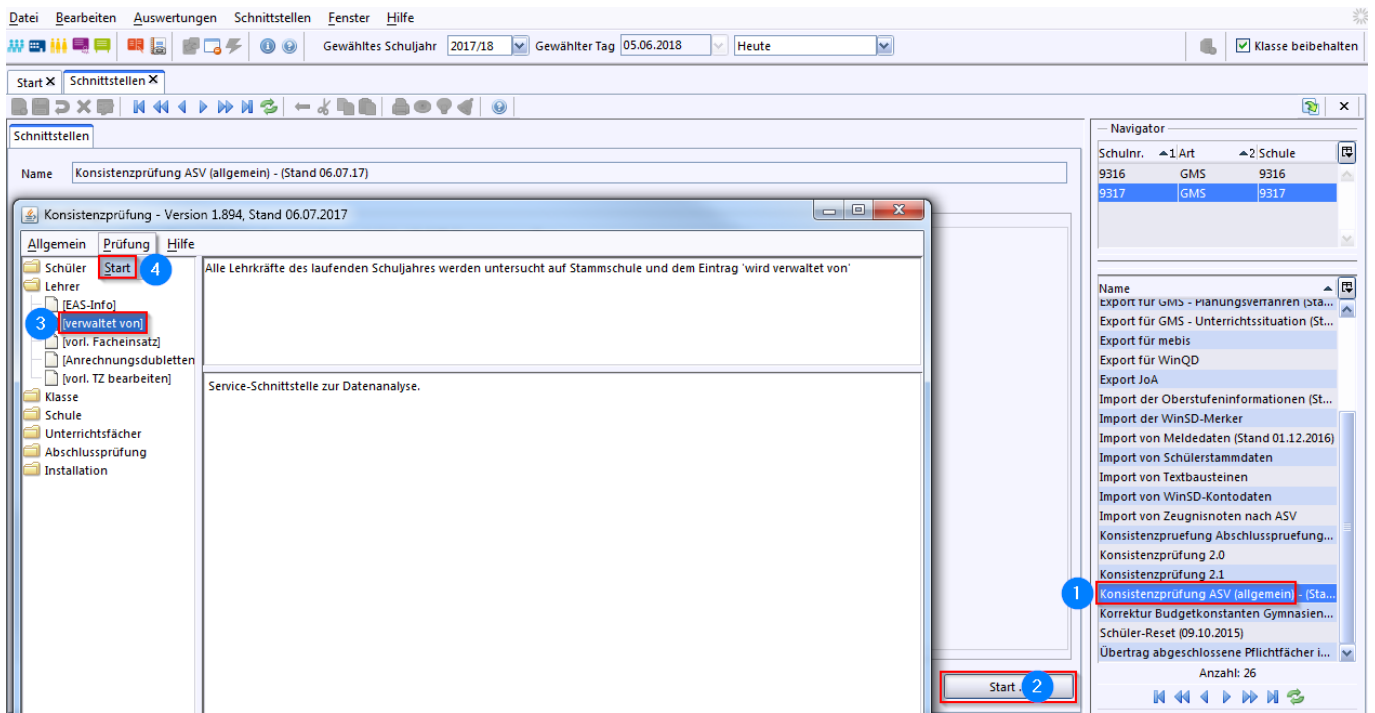 Datei Bearbeiten Auswertungen Schnittstellen Fenster Hilfe
Gewähltes Schuljahr 2017/18 Gewählter Tag 05.06.2018 Heute Klasse beibehalten
Start Schnittstellen
Schnittstellen
Name Konsistenzprüfung ASV (allgemein) - (Stand 06.07.17)
Konsistenzprüfung - Version 1.894, Stand 06.07.2017
Allgemein Prüfung Hilfe
Schüler Start 4
Lehrer
[EAS-Info]
3 [verwaltet von]
[vorl. Facheinsatz]
[Anrechnungsdubletten
[vorl. TZ bearbeiten]
Klasse
Schule
Unterrichtsfächer
Abschlussprüfung
Installation
Alle Lehrkräfte des laufenden Schuljahres werden untersucht auf Stammschule und dem Eintrag 'wird verwaltet von'
Service-Schnittstelle zur Datenanalyse.
Start . 2
Navigator
Schulnr. 1 Art 2 Schule
9316 GMS 9316
9317 GMS 9317
Name
Export für GMS - Planungsverfahren (Sta...
Export für GMS - Unterrichtssituation (St...
Export für mebis
Export für WinQD
Export JoA
Import der Oberstufeninformationen (St...
Import der WinSD-Merker
Import von Meldedaten (Stand 01.12.2016)
Import von Schülerstammdaten
Import von Textbausteinen
Import von WinSD-Kontodaten
Import von Zeugnisnoten nach ASV
Konsistenzpruefung Abschlusspruefung...
Konsistenzprüfung 2.0
Konsistenzprüfung 2.1
1 Konsistenzprüfung ASV (allgemein) - (Sta...
Korrektur Budgetkonstanten Gymnasien...
Schüler-Reset (09.10.2015)
Übertrag abgeschlossene Pflichtfächer i...
Anzahl: 26